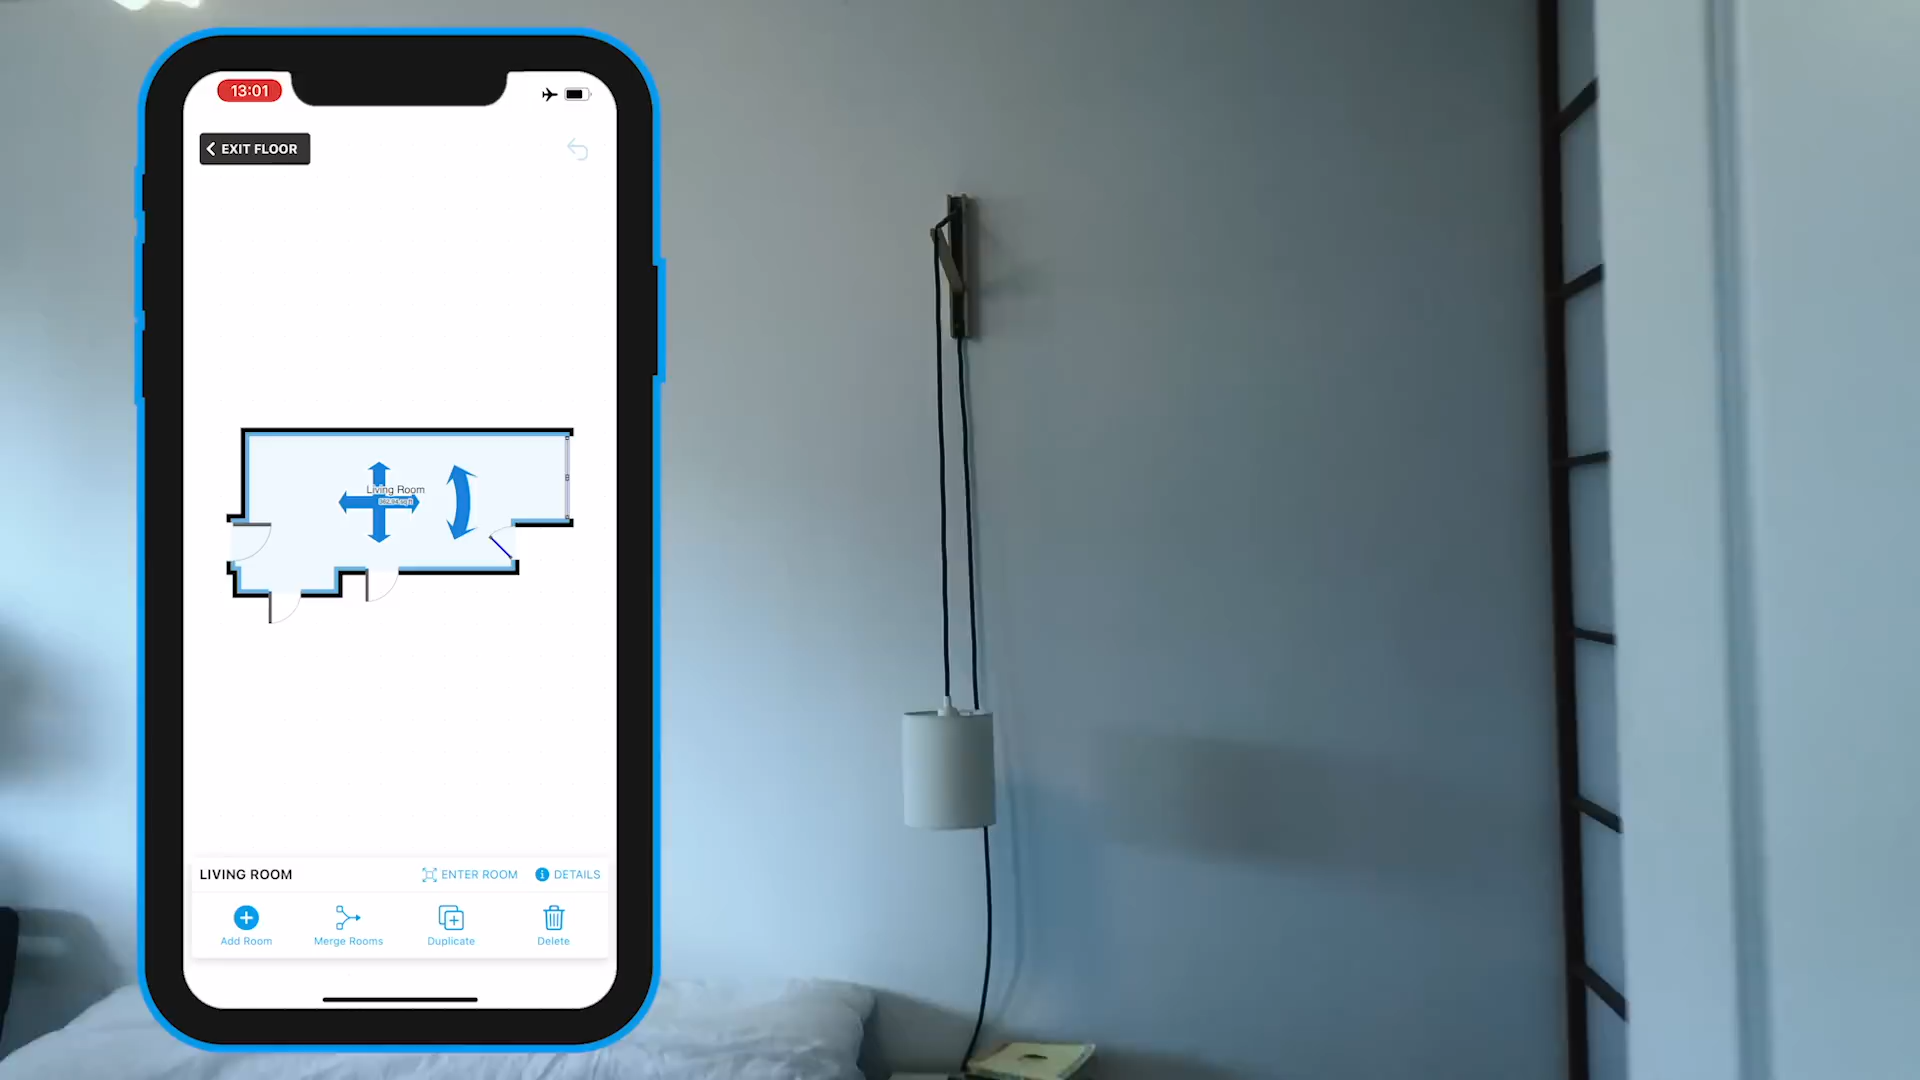 13:01
EXIT FLOOR
Living Room
LIVING ROOM
ENTER ROOM
DETAILS
Add Room
Merge Rooms
Duplicate
Delete